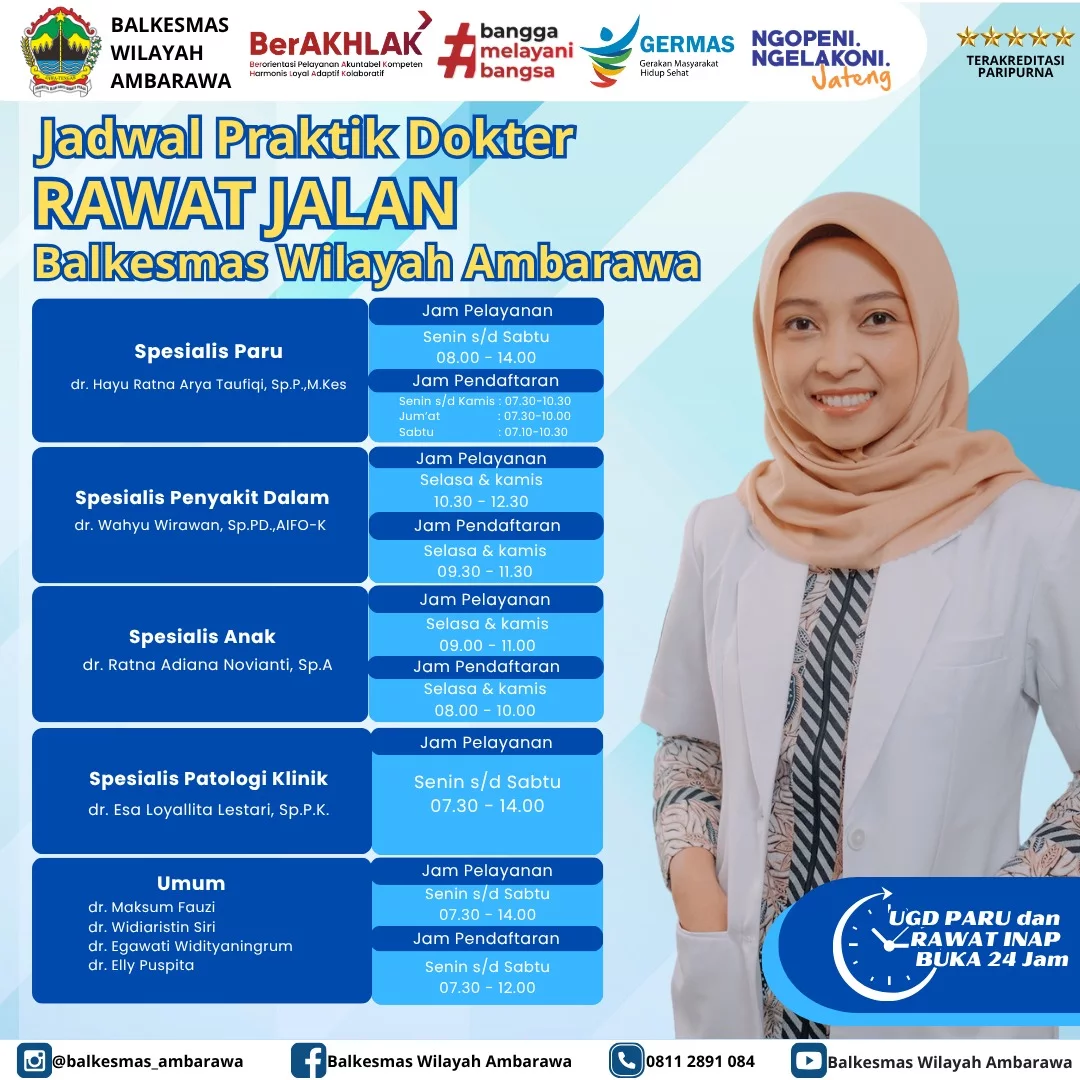 BALKESMAS
WILAYAH
AMBARAWA
BerAKHLAK
Berorientasi Pelayanan Akuntabel Kompeten
Harmonis Loyal Adaptif Kolaboratif
#bangga
melayani
bangsa
GERMAS
Gerakan Masyarakat
Hidup Sehat
NGOPENI.
NGELAKONI.
Jateng
TERAKREDITASI
PARIPURNA
Jadwal Praktik Dokter
RAWAT JALAN
Balkesmas Wilayah Ambarawa
Spesialis Paru
dr. Hayu Ratna Arya Taufiqi, Sp.P.,M.Kes
Jam Pelayanan
Senin s/d Sabtu
08.00 - 14.00
Jam Pendaftaran
Senin s/d Kamis : 07.30-10.30
Jum'at : 07.30-10.00
Sabtu : 07.10-10.30
Spesialis Penyakit Dalam
dr. Wahyu Wirawan, Sp.PD.,AIFO-K
Jam Pelayanan
Selasa & kamis
10.30 - 12.30
Jam Pendaftaran
Selasa & kamis
09.30 - 11.30
Spesialis Anak
dr. Ratna Adiana Novianti, Sp.A
Jam Pelayanan
Selasa & kamis
09.00 - 11.00
Jam Pendaftaran
Selasa & kamis
08.00 - 10.00
Spesialis Patologi Klinik
dr. Esa Loyallita Lestari, Sp.P.K.
Jam Pelayanan
Senin s/d Sabtu
07.30 - 14.00
Umum
dr. Maksum Fauzi
dr. Widiaristin Siri
dr. Egawati Widityaningrum
dr. Elly Puspita
Jam Pelayanan
Senin s/d Sabtu
07.30 - 14.00
Jam Pendaftaran
Senin s/d Sabtu
07.30 - 12.00
UGD PARU dan
RAWAT INAP
BUKA 24 Jam
@balkesmas_ambarawa
Balkesmas Wilayah Ambarawa
0811 2891 084
Balkesmas Wilayah Ambarawa